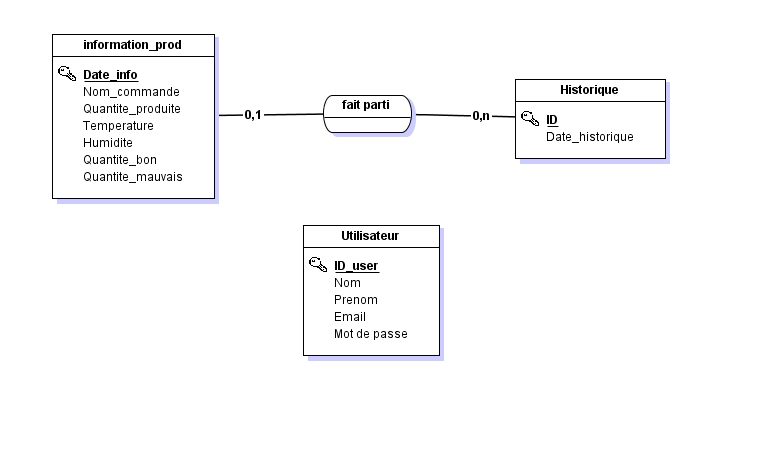 information_prod
Date_info
Nom_commande
Quantite_produite
Temperature
Humidite
Quantite_bon
Quantite_mauvais
0,1
fait parti
0,n
Historique
ID
Date_historique
Utilisateur
ID_user
Nom
Prenom
Email
Mot de passe